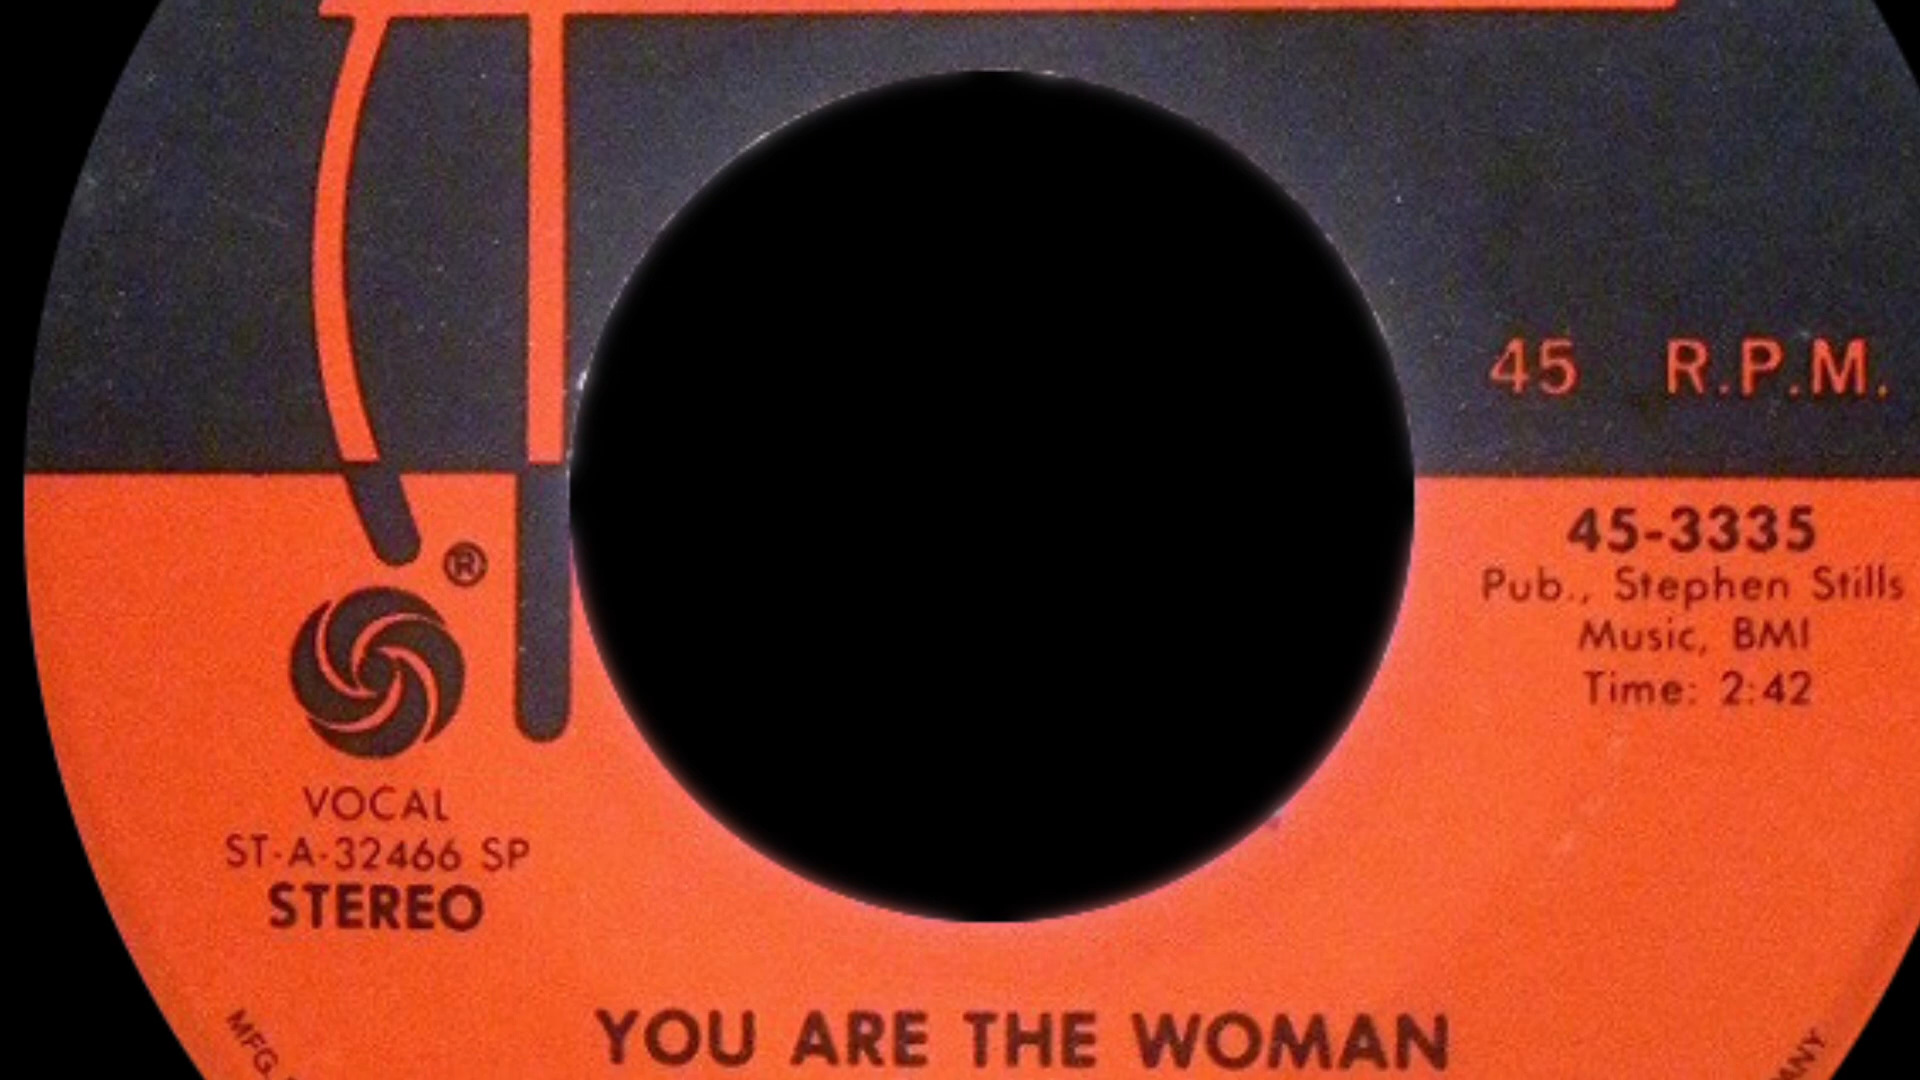 45 R.P.M.
45-3335
Pub., Stephen Stills
Music, BMI
Time: 2:42
®
VOCAL
ST-A-32466 SP
STEREO
YOU ARE THE WOMAN
MFG.